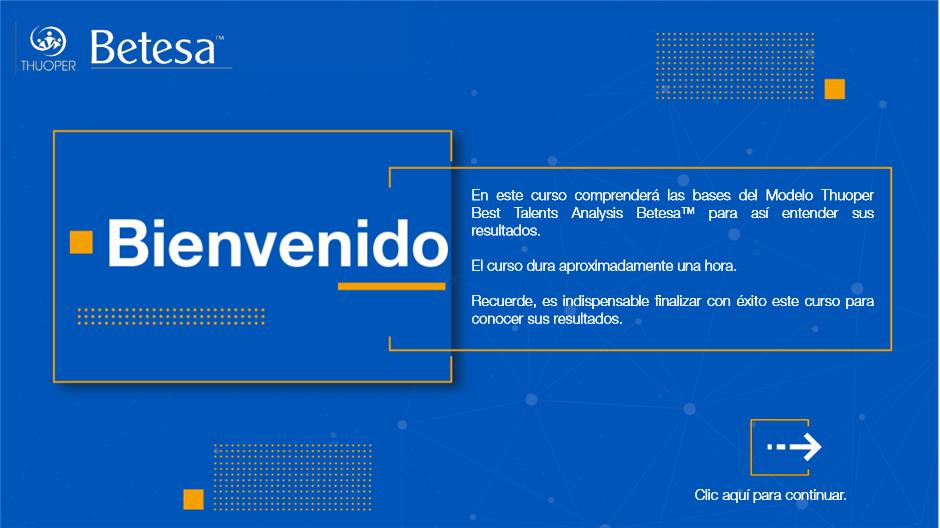 THUOPER
Betesa™
Bienvenido
En este curso comprenderá las bases del Modelo Thuoper
Best Talents Analysis Betesa™ para así entender sus
resultados.
El curso dura aproximadamente una hora.
Recuerde, es indispensable finalizar con éxito este curso para
conocer sus resultados.
Clic aquí para continuar.